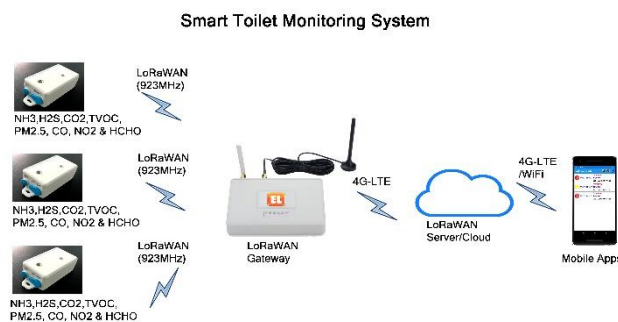 Smart Toilet Monitoring System
LoRaWAN
(923MHz)
NH3,H2S,CO2,TVOC,
PM2.5, CO, NO2 & HCHO
LoRaWAN
(923MHz)
NH3,H2S,CO2,TVOC,
PM2.5, CO, NO2 & HCHO
LoRaWAN
(923MHz)
NH3,H2S,CO2,TVOC,
PM2.5, CO, NO2 & HCHO
EL
LoRaWAN
Gateway
4G-LTE
LoRaWAN
Server/Cloud
4G-LTE
/WiFi
Mobile Apps